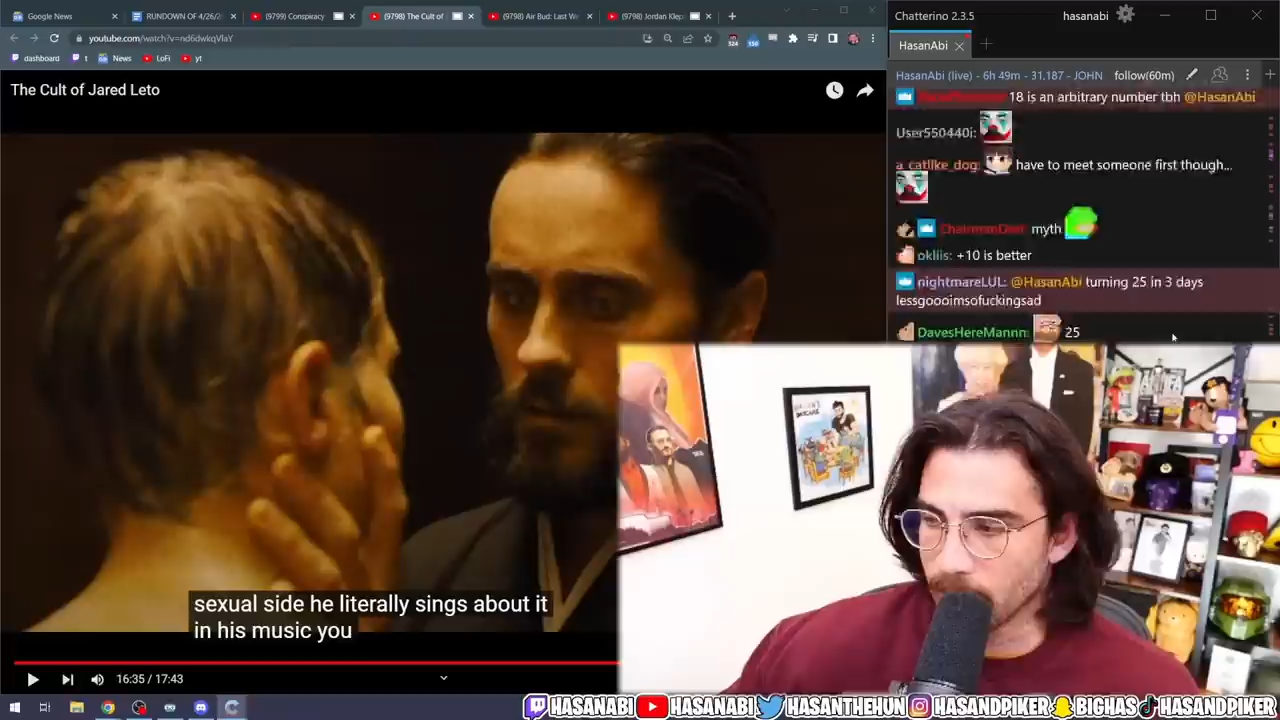 Google News
RUNDOWN OF 4/26/2
(9799) Conspiracy
(9798) The Cult of
(9798) Air Bud: Last W
(9798) Jordan Klep
youtube.com/watch?v=nd6dwkqVlaY
324
150
dashboard
t
News
LoFi
yt
The Cult of Jared Leto
sexual side he literally sings about it
in his music you
16:35 / 17:43
Chatterino 2.3.5
hasanabi
HasanAbi
HasanAbi (live) - 6h 49m - 31,187 - JOHN
follow(60m)
18 is an arbitrary number tbh @HasanAbi
User550440i:
a_catlike_dog: have to meet someone first though...
myth
okliis: +10 is better
nightmareLUL: @HasanAbi turning 25 in 3 days
lessgoooimsofuckingsad
DavesHereMannn: 25
HASANABI HASANABI HASANTHEHUN HASANDPIKER BIGHAS HASANDPIKER